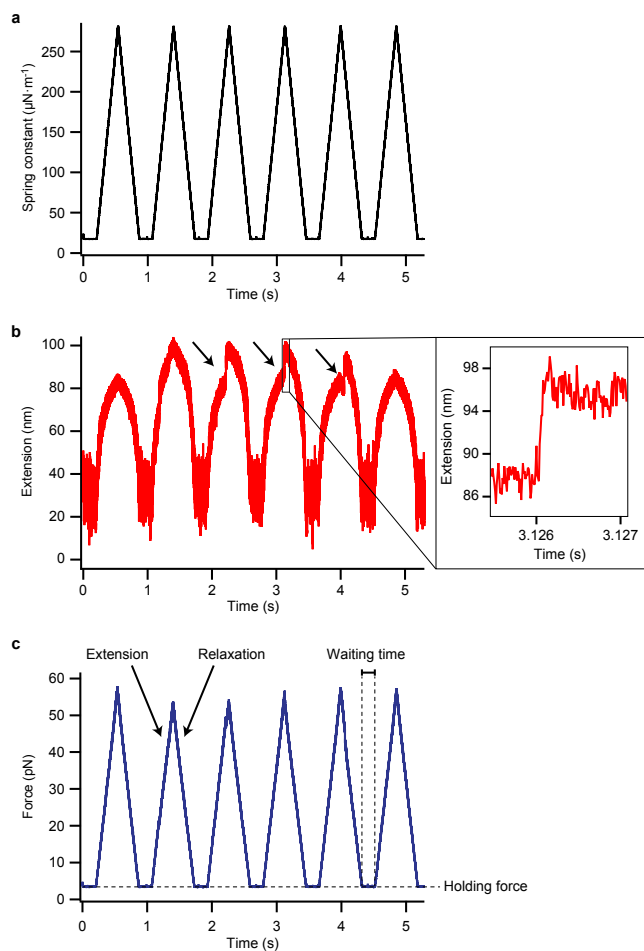 a
Spring constant (µN·m⁻¹)
250
200
150
100
50
0
0 1 2 3 4 5
Time (s)
b
Extension (nm)
100
80
60
40
20
0
0 1 2 3 4 5
Time (s)
Extension (nm)
98
94
90
86
3.126 3.127
Time (s)
c
Extension Relaxation Waiting time
Force (pN)
60
50
40
30
20
10
0
Holding force
0 1 2 3 4 5
Time (s)